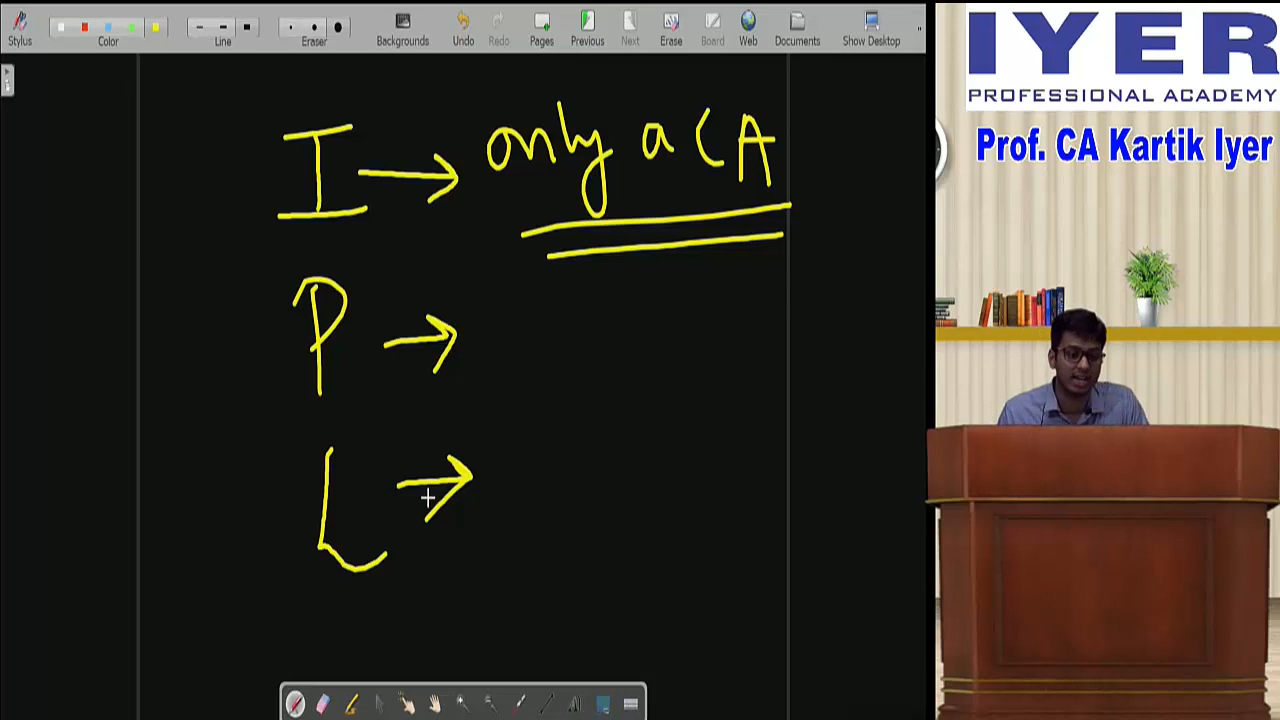 Stylus Color Line Eraser Backgrounds Undo Redo Pages Previous Next Erase Board Web Documents Show Desktop
IYER
PROFESSIONAL ACADEMY
Prof. CA Kartik Iyer
I → only a CA
P →
L →